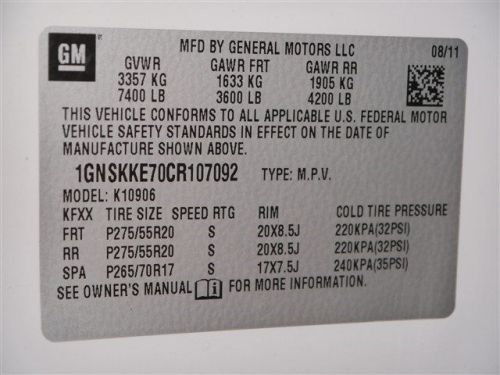 GM
MFD BY GENERAL MOTORS LLC 08/11
GVWR GAWR FRT GAWR RR
3357 KG 1633 KG 1905 KG
7400 LB 3600 LB 4200 LB
THIS VEHICLE CONFORMS TO ALL APPLICABLE U.S. FEDERAL MOTOR
VEHICLE SAFETY STANDARDS IN EFFECT ON THE DATE OF
MANUFACTURE SHOWN ABOVE.
1GNSKKE70CR107092 TYPE: M.P.V.
MODEL: K10906
KFXX TIRE SIZE SPEED RTG RIM COLD TIRE PRESSURE
FRT P275/55R20 S 20X8.5J 220KPA(32PSI)
RR P275/55R20 S 20X8.5J 220KPA(32PSI)
SPA P265/70R17 S 17X7.5J 240KPA(35PSI)
SEE OWNER'S MANUAL i FOR MORE INFORMATION.